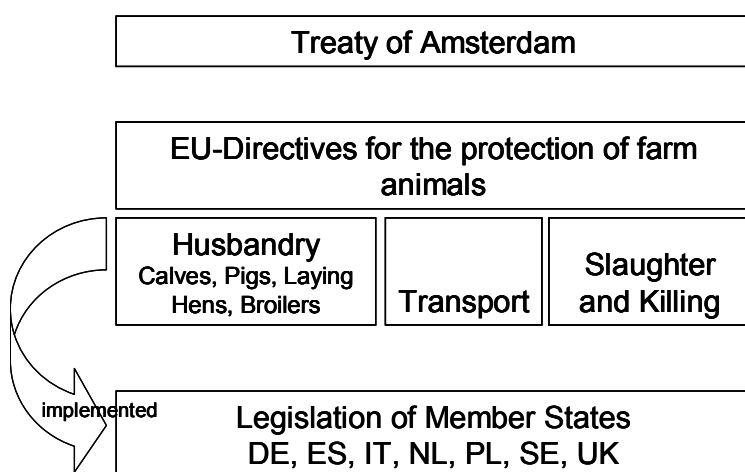 Treaty of Amsterdam
EU-Directives for the protection of farm
animals
Husbandry
Calves, Pigs, Laying
Hens, Broilers
Transport
Slaughter
and Killing
implemented
Legislation of Member States
DE, ES, IT, NL, PL, SE, UK